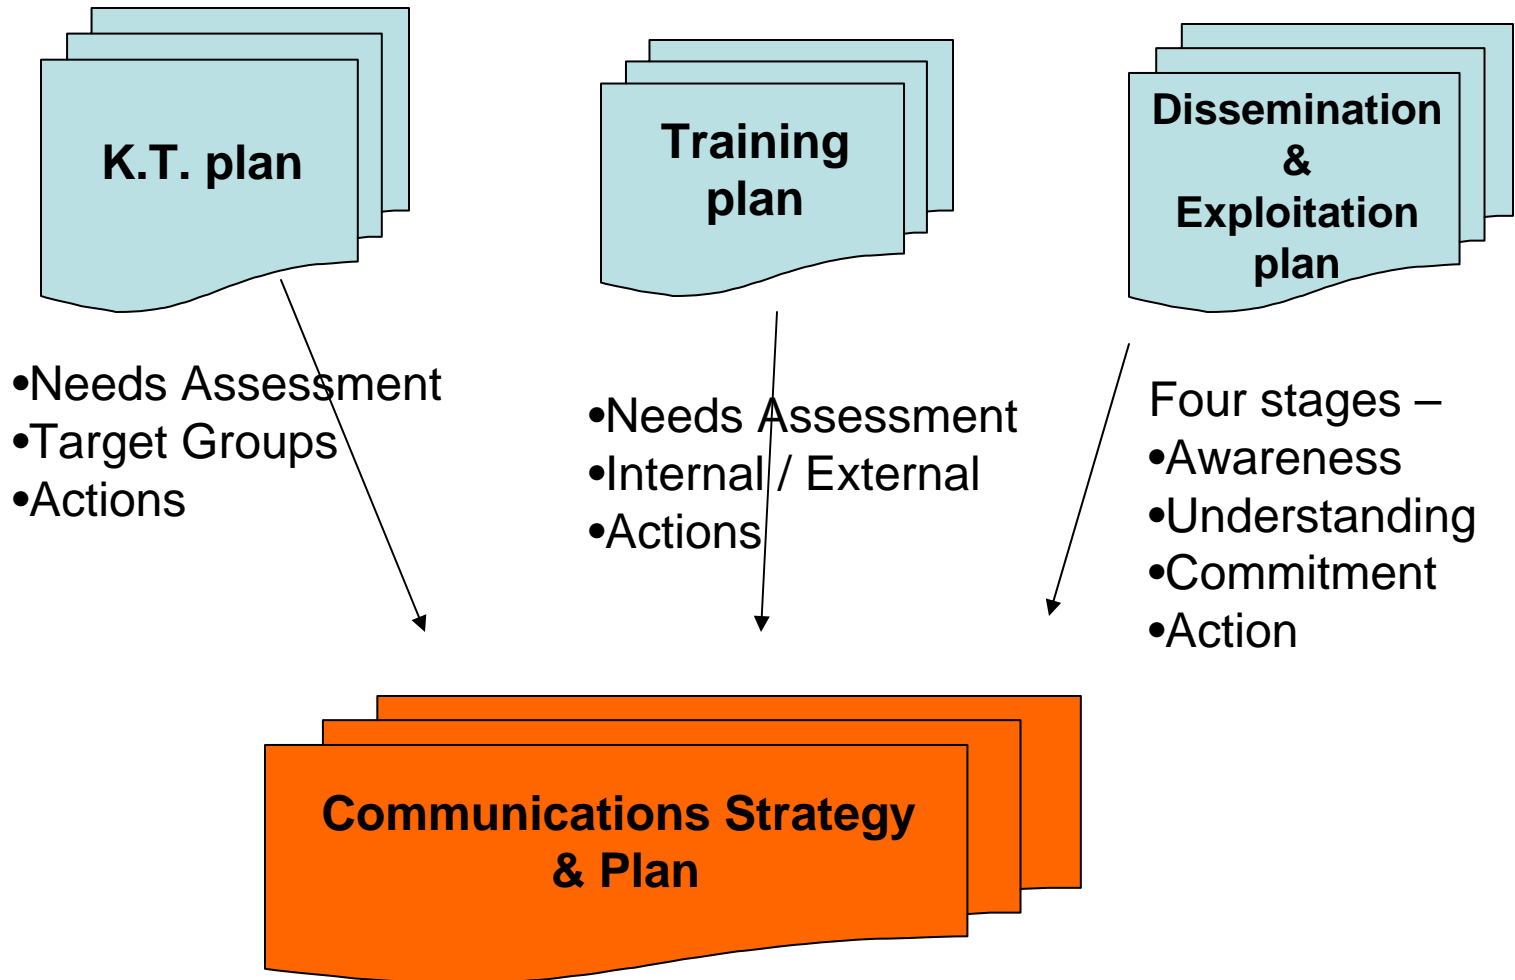 K.T. plan
Training
plan
Dissemination
&
Exploitation
plan
•Needs Assessment
•Target Groups
•Actions
•Needs Assessment
•Internal / External
•Actions
Four stages –
•Awareness
•Understanding
•Commitment
•Action
Communications Strategy
& Plan